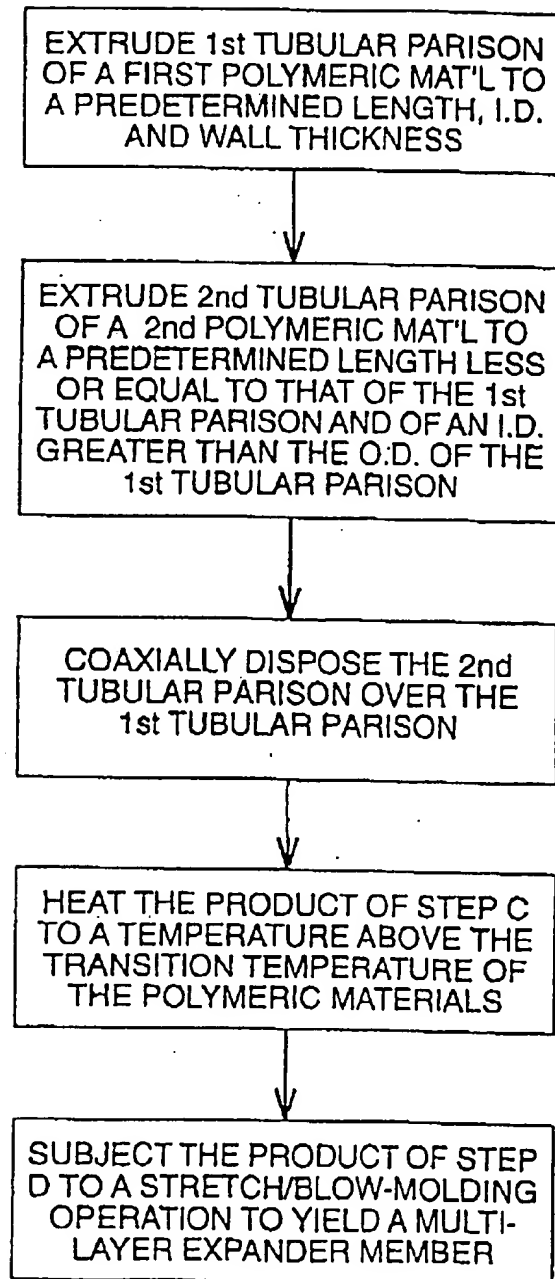 EXTRUDE 1st TUBULAR PARISON
OF A FIRST POLYMERIC MAT'L TO
A PREDETERMINED LENGTH, I.D.
AND WALL THICKNESS
EXTRUDE 2nd TUBULAR PARISON
OF A 2nd POLYMERIC MAT'L TO
A PREDETERMINED LENGTH LESS
OR EQUAL TO THAT OF THE 1st
TUBULAR PARISON AND OF AN I.D.
GREATER THAN THE O.D. OF THE
1st TUBULAR PARISON
COAXIALLY DISPOSE THE 2nd
TUBULAR PARISON OVER THE
1st TUBULAR PARISON
HEAT THE PRODUCT OF STEP C
TO A TEMPERATURE ABOVE THE
TRANSITION TEMPERATURE OF
THE POLYMERIC MATERIALS
SUBJECT THE PRODUCT OF STEP
D TO A STRETCH/BLOW-MOLDING
OPERATION TO YIELD A MULTI-
LAYER EXPANDER MEMBER